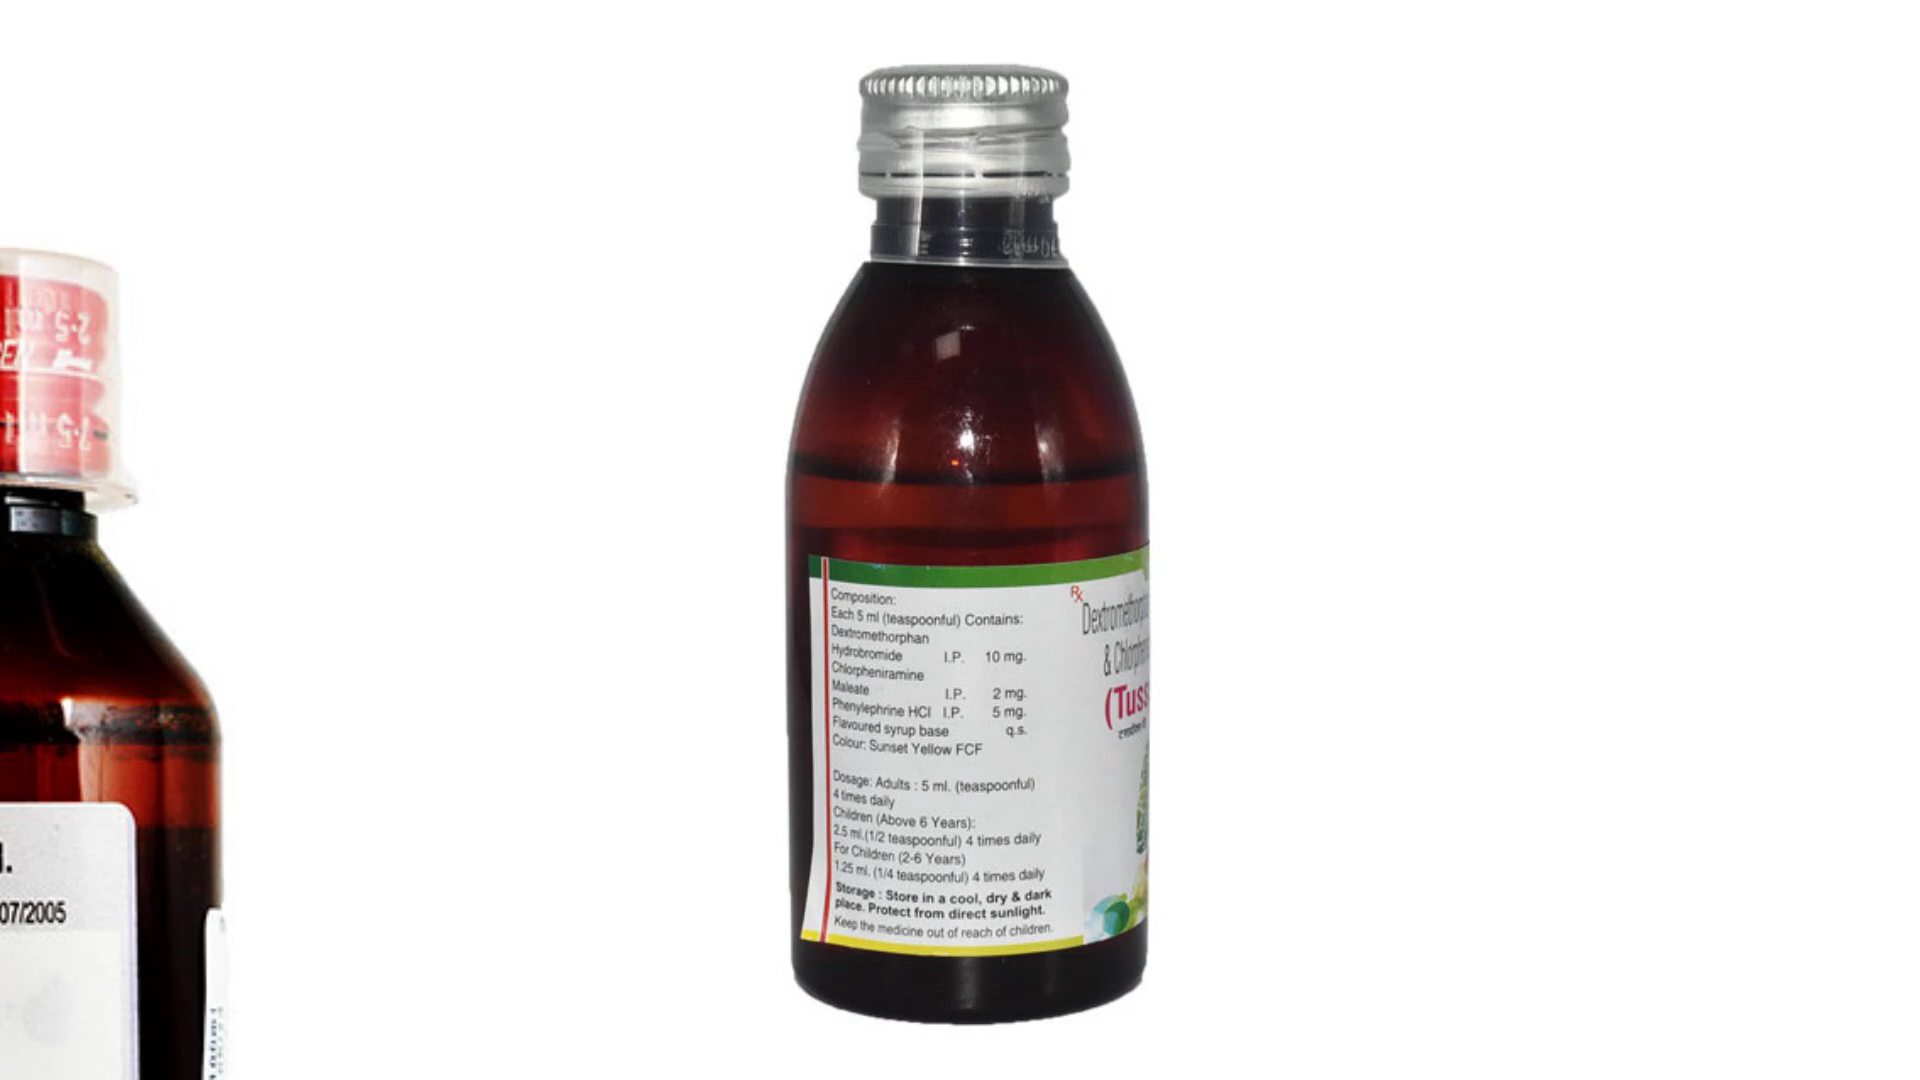 Composition:
Each 5 ml (teaspoonful) Contains:
Dextromethorphan
Hydrobromide I.P. 10 mg.
Chlorpheniramine
Maleate I.P. 2 mg.
Phenylephrine HCl I.P. 5 mg.
Flavoured syrup base q.s.
Colour: Sunset Yellow FCF
Dosage: Adults : 5 ml. (teaspoonful)
4 times daily
Children (Above 6 Years):
2.5 ml.(1/2 teaspoonful) 4 times daily
For Children (2-6 Years)
1.25 ml. (1/4 teaspoonful) 4 times daily
Storage : Store in a cool, dry & dark
place. Protect from direct sunlight.
Keep the medicine out of reach of children.
Rx
&
(Tuss
07/2005
2·5
7·5